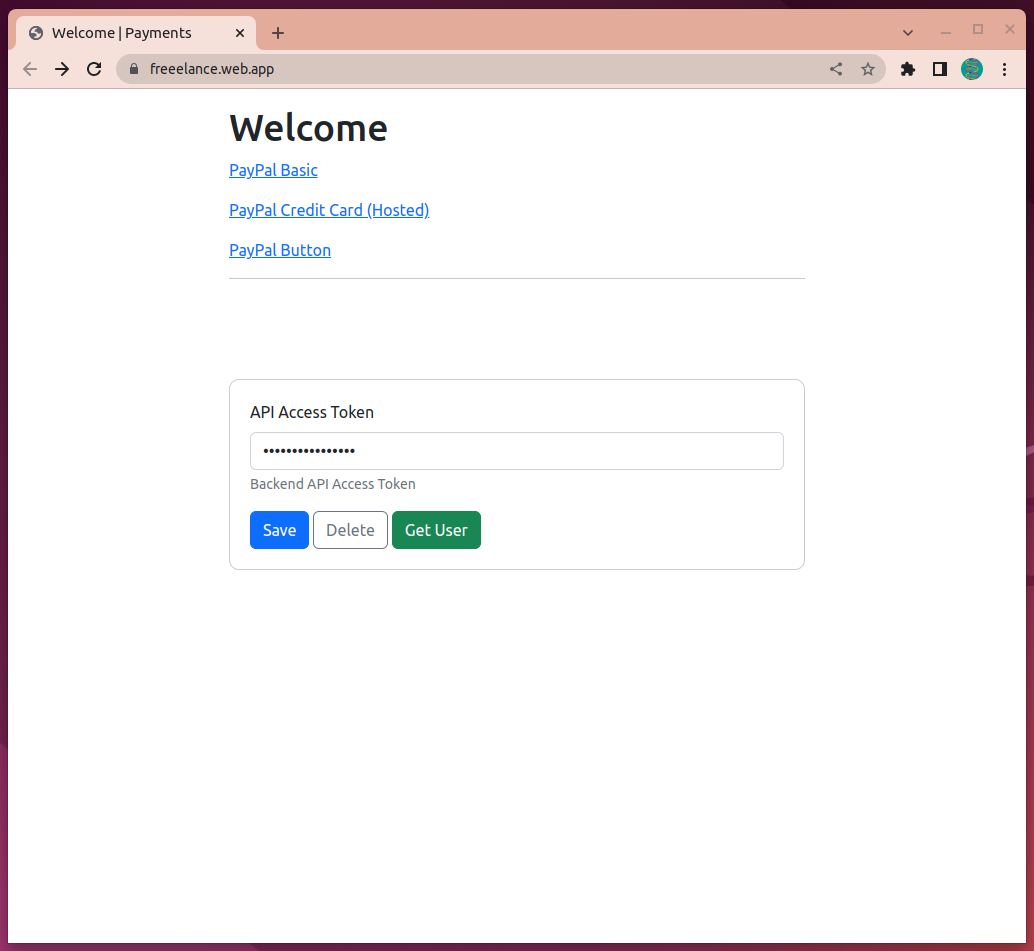 Welcome | Payments
freeelance.web.app
Welcome
PayPal Basic
PayPal Credit Card (Hosted)
PayPal Button
API Access Token
••••••••••••••••
Backend API Access Token
Save Delete Get User